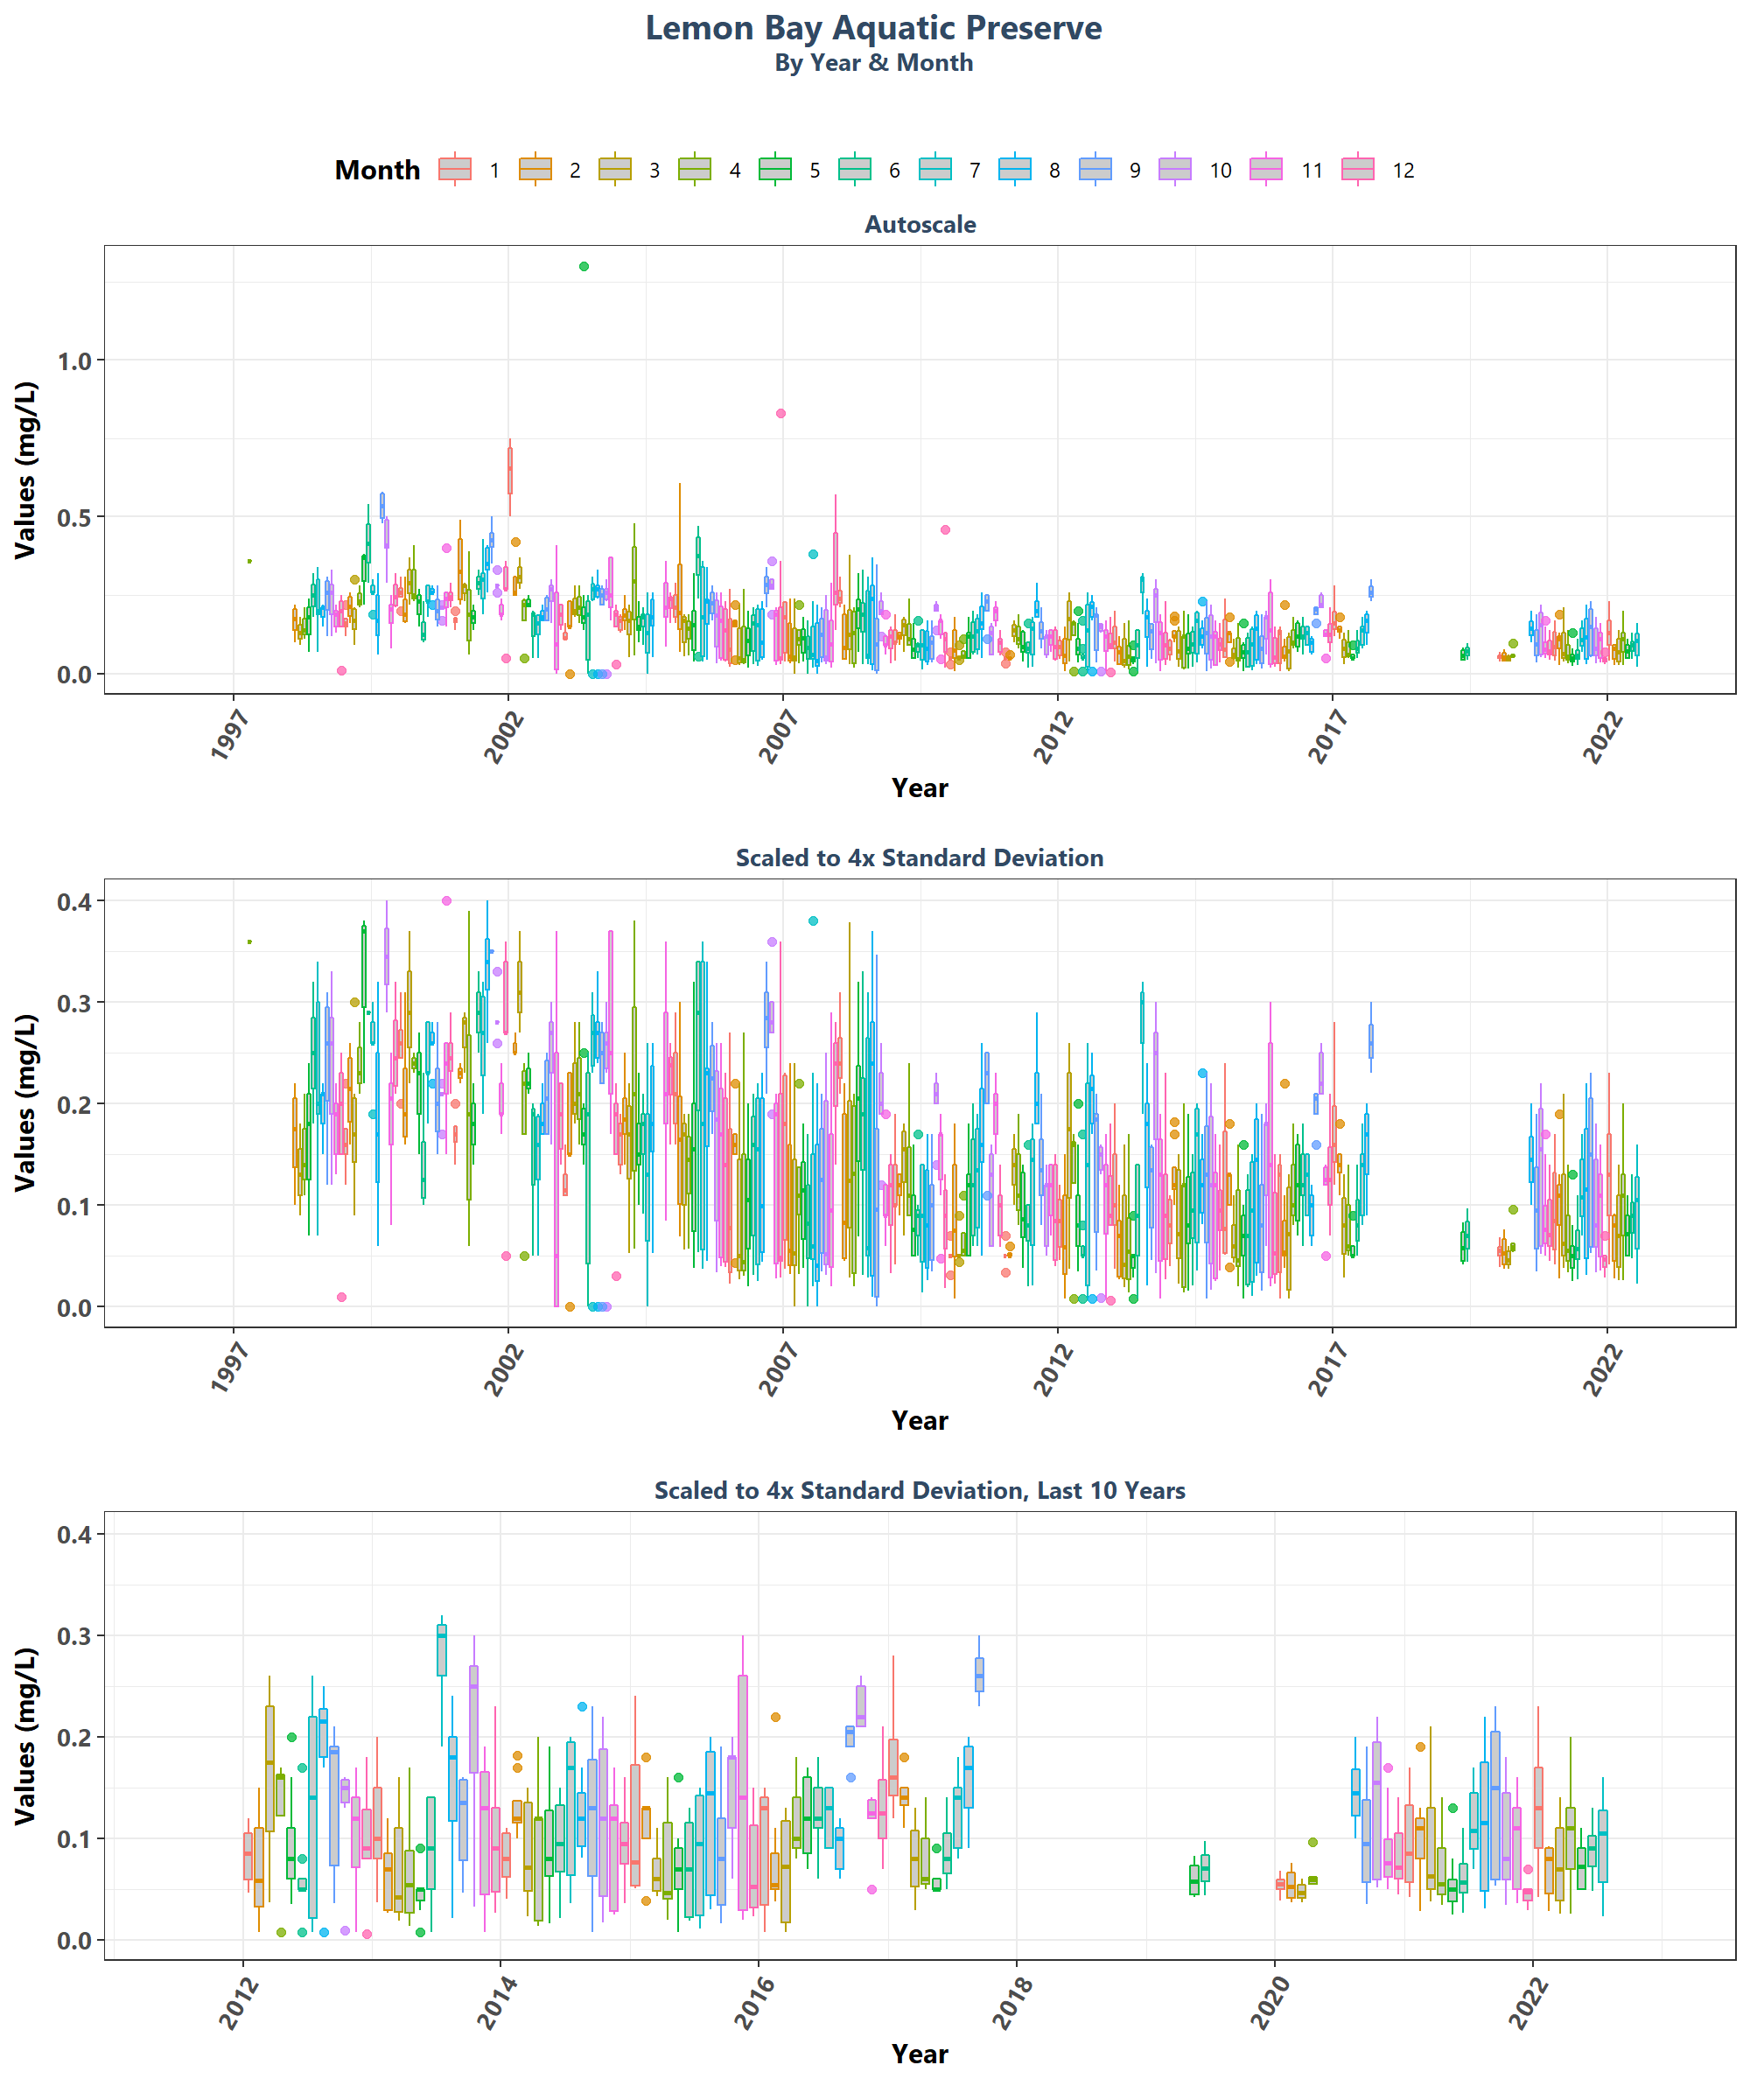 Lemon Bay Aquatic Preserve
By Year & Month
Month 1 2 3 4 5 6 7 8 9 10 11 12
Autoscale
Values (mg/L)
1.0
0.5
0.0
1997 2002 2007 2012 2017 2022
Year
Scaled to 4x Standard Deviation
Values (mg/L)
0.4
0.3
0.2
0.1
0.0
1997 2002 2007 2012 2017 2022
Year
Scaled to 4x Standard Deviation, Last 10 Years
Values (mg/L)
0.4
0.3
0.2
0.1
0.0
2012 2014 2016 2018 2020 2022
Year